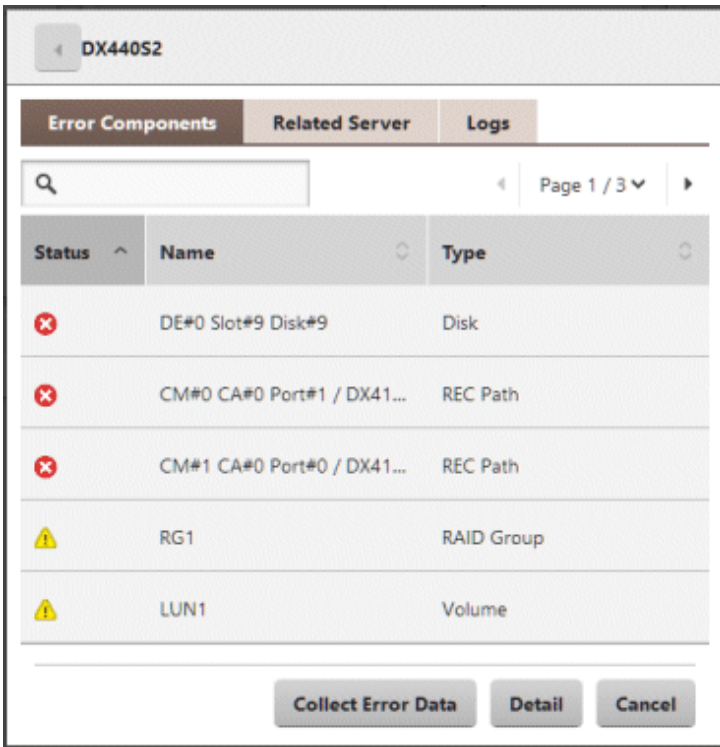 DX440S2
Error Components Related Server Logs
Page 1 / 3
Status Name Type
DE#0 Slot#9 Disk#9 Disk
CM#0 CA#0 Port#1 / DX41... REC Path
CM#1 CA#0 Port#0 / DX41... REC Path
RG1 RAID Group
LUN1 Volume
Collect Error Data Detail Cancel